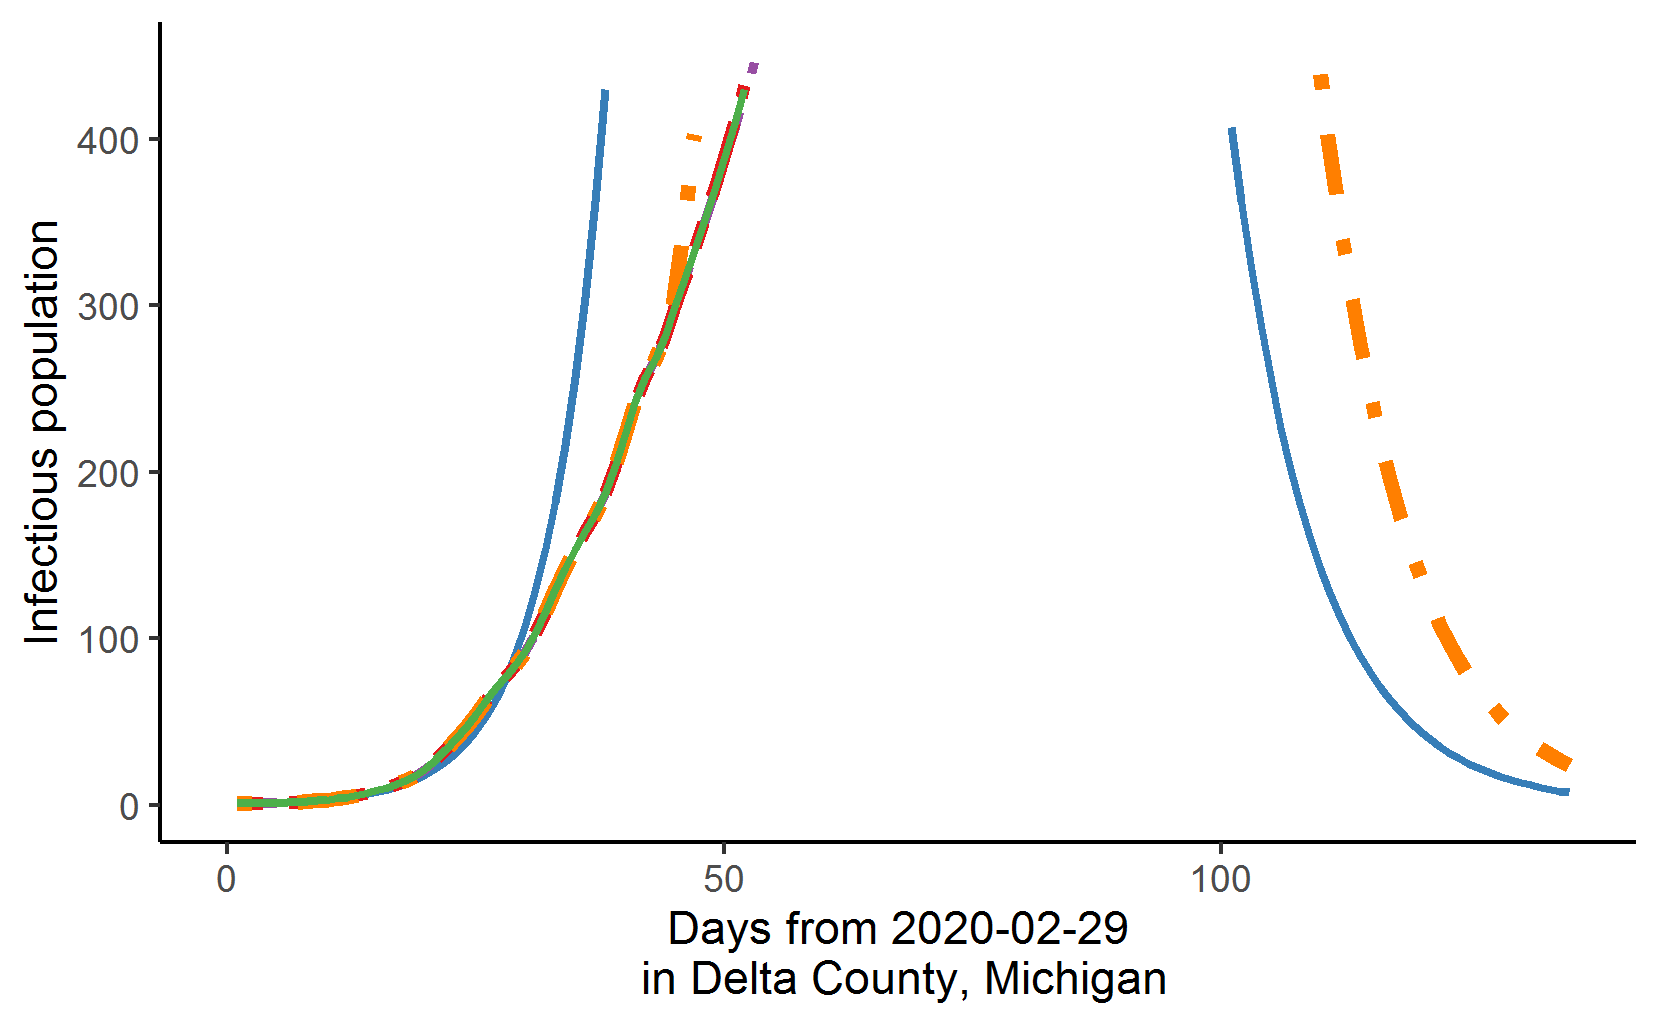 Infectious population
400
300
200
100
0
0 50 100
Days from 2020-02-29
in Delta County, Michigan